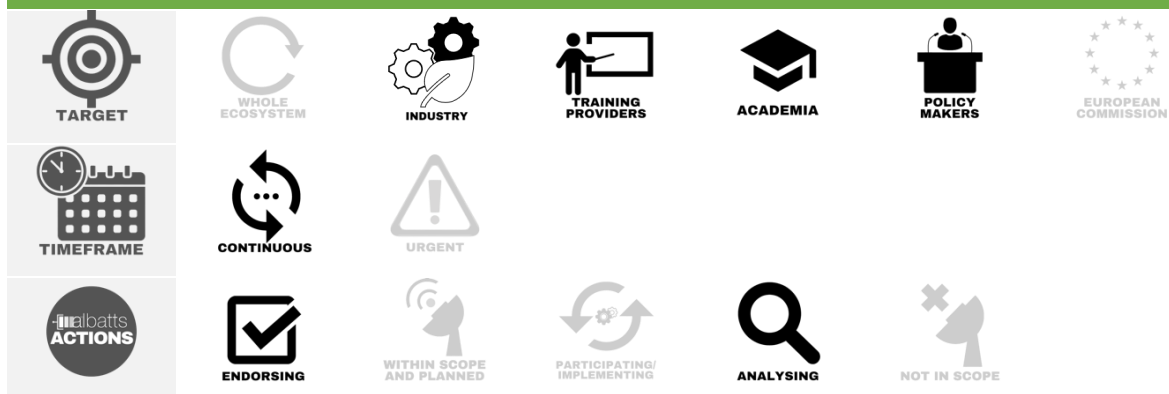 TARGET
WHOLE
ECOSYSTEM
INDUSTRY
TRAINING
PROVIDERS
ACADEMIA
POLICY
MAKERS
EUROPEAN
COMMISSION
TIMEFRAME
CONTINUOUS
URGENT
albatts
ACTIONS
ENDORSING
WITHIN SCOPE
AND PLANNED
PARTICIPATING/
IMPLEMENTING
ANALYSING
NOT IN SCOPE